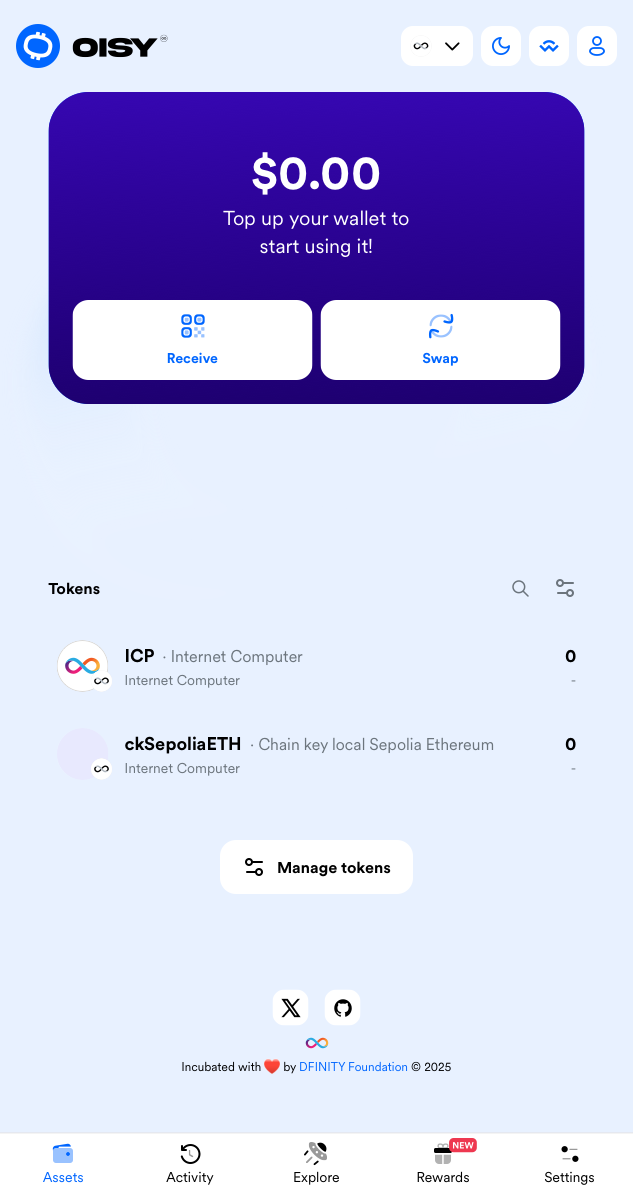 OISY
$0.00
Top up your wallet to
start using it!
Receive
Swap
Tokens
ICP · Internet Computer
0
Internet Computer
-
ckSepoliaETH · Chain key local Sepolia Ethereum
0
Internet Computer
-
Manage tokens
Incubated with ❤️ by DFINITY Foundation © 2025
NEW
Assets
Activity
Explore
Rewards
Settings